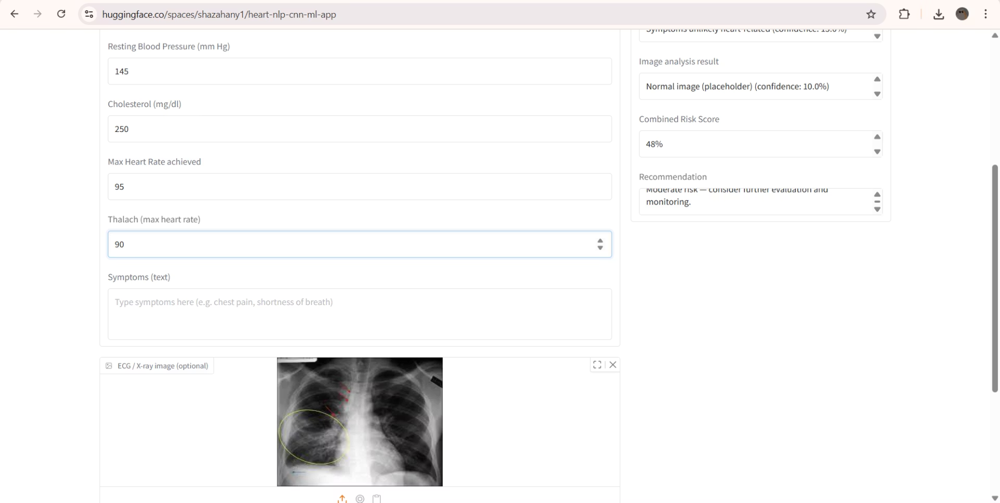 huggingface.co/spaces/shazahany1/heart-nlp-cnn-ml-app
Resting Blood Pressure (mm Hg)
145
Cholesterol (mg/dl)
250
Max Heart Rate achieved
95
Thalach (max heart rate)
90
Symptoms (text)
Type symptoms here (e.g. chest pain, shortness of breath)
ECG / X-ray image (optional)
Symptoms unlikely heart-related (confidence: 15.0%)
Image analysis result
Normal image (placeholder) (confidence: 10.0%)
Combined Risk Score
48%
Recommendation
Moderate risk — consider further evaluation and
monitoring.